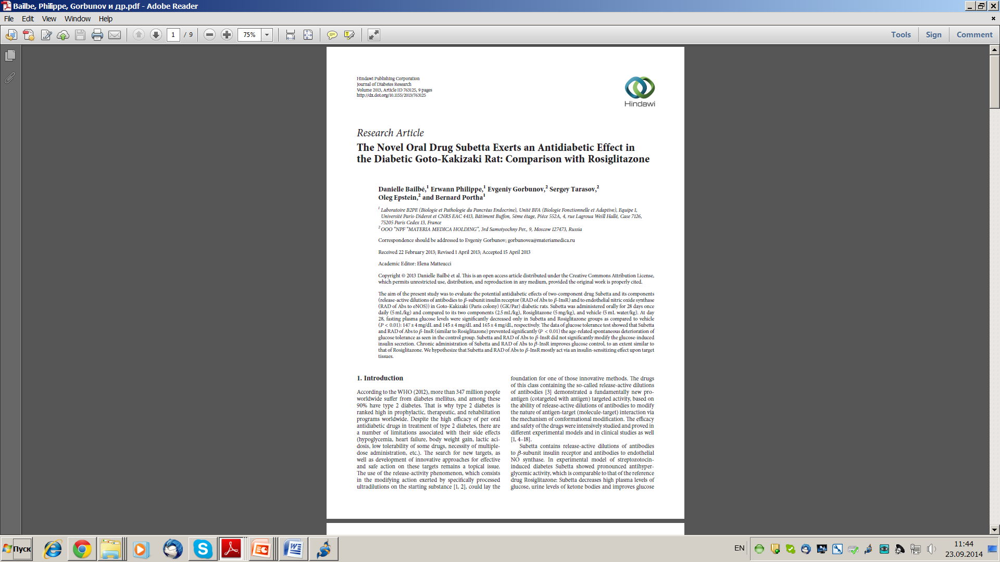 Bailbe, Philippe, Gorbunov и др.pdf - Adobe Reader
File Edit View Window Help
1 / 9 75% Tools Sign Comment
Hindawi Publishing Corporation
Journal of Diabetes Research
Volume 2013, Article ID 763125, 9 pages
http://dx.doi.org/10.1155/2013/763125
Hindawi
Research Article
The Novel Oral Drug Subetta Exerts an Antidiabetic Effect in
the Diabetic Goto-Kakizaki Rat: Comparison with Rosiglitazone
Danielle Bailbé,1 Erwann Philippe,1 Evgeniy Gorbunov,2 Sergey Tarasov,2
Oleg Epstein,2 and Bernard Portha1
1 Laboratoire B2PE (Biologie et Pathologie du Pancréas Endocrine), Unité BFA (Biologie Fonctionnelle et Adaptive), Equipe 1,
Université Paris-Diderot et CNRS EAC 4413, Bâtiment Buffon, 5ème étage, Pièce 552A, 4, rue Lagroua Weill Hallé, Case 7126,
75205 Paris Cedex 13, France
2 OOO "NPF "MATERIA MEDICA HOLDING", 3rd Samotyochny Per., 9, Moscow 127473, Russia
Correspondence should be addressed to Evgeniy Gorbunov; gorbunovea@materiamedica.ru
Received 22 February 2013; Revised 1 April 2013; Accepted 15 April 2013
Academic Editor: Elena Matteucci
Copyright © 2013 Danielle Bailbé et al. This is an open access article distributed under the Creative Commons Attribution License,
which permits unrestricted use, distribution, and reproduction in any medium, provided the original work is properly cited.
The aim of the present study was to evaluate the potential antidiabetic effects of two-component drug Subetta and its components
(release-active dilutions of antibodies to β-subunit insulin receptor (RAD of Abs to β-InsR) and to endothelial nitric oxide synthase
(RAD of Abs to eNOS)) in Goto-Kakizaki (Paris colony) (GK/Par) diabetic rats. Subetta was administered orally for 28 days once
daily (5 mL/kg) and compared to its two components (2.5 mL/kg), Rosiglitazone (5 mg/kg), and vehicle (5 mL water/kg). At day
28, fasting plasma glucose levels were significantly decreased only in Subetta and Rosiglitazone groups as compared to vehicle
(P < 0.01): 147 ± 4 mg/dL and 145 ± 4 mg/dL and 165 ± 4 mg/dL, respectively. The data of glucose tolerance test showed that Subetta
and RAD of Abs to β-InsR (similar to Rosiglitazone) prevented significantly (P < 0.01) the age-related spontaneous deterioration of
glucose tolerance as seen in the control group. Subetta and RAD of Abs to β-InsR did not significantly modify the glucose-induced
insulin secretion. Chronic administration of Subetta and RAD of Abs to β-InsR improves glucose control, to an extent similar to
that of Rosiglitazone. We hypothesize that Subetta and RAD of Abs to β-InsR mostly act via an insulin-sensitizing effect upon target
tissues.
1. Introduction
According to the WHO (2012), more than 347 million people
worldwide suffer from diabetes mellitus, and among these
90% have type 2 diabetes. That is why type 2 diabetes is
ranked high in prophylactic, therapeutic, and rehabilitation
programs worldwide. Despite the high efficacy of per oral
antidiabetic drugs in treatment of type 2 diabetes, there are
a number of limitations associated with their side effects
(hypoglycemia, heart failure, body weight gain, lactic aci-
dosis, low tolerability of some drugs, necessity of multiple-
dose administration, etc.). The search for new targets, as
well as development of innovative approaches for effective
and safe action on these targets remains a topical issue.
The use of the release-activity phenomenon, which consists
in the modifying action exerted by specifically processed
ultradilutions on the starting substance [1, 2], could lay the
foundation for one of those innovative methods. The drugs
of this class containing the so-called release-active dilutions
of antibodies [3] demonstrated a fundamentally new pro-
antigen (cotargeted with antigen) targeted activity, based on
the ability of release-active dilutions of antibodies to modify
the nature of antigen-target (molecule-target) interaction via
the mechanism of conformational modification. The efficacy
and safety of the drugs were intensively studied and proved in
different experimental models and in clinical studies as well
[1, 4–18].
Subetta contains release-active dilutions of antibodies
to β-subunit insulin receptor and antibodies to endothelial
NO synthase. In experimental model of streptozotocin-
induced diabetes Subetta showed pronounced antihyper-
glycemic activity, which is comparable to that of the reference
drug Rosiglitazone: Subetta decreases high plasma levels of
glucose, urine levels of ketone bodies and improves glucose
Пуск
EN
11:44
23.09.2014